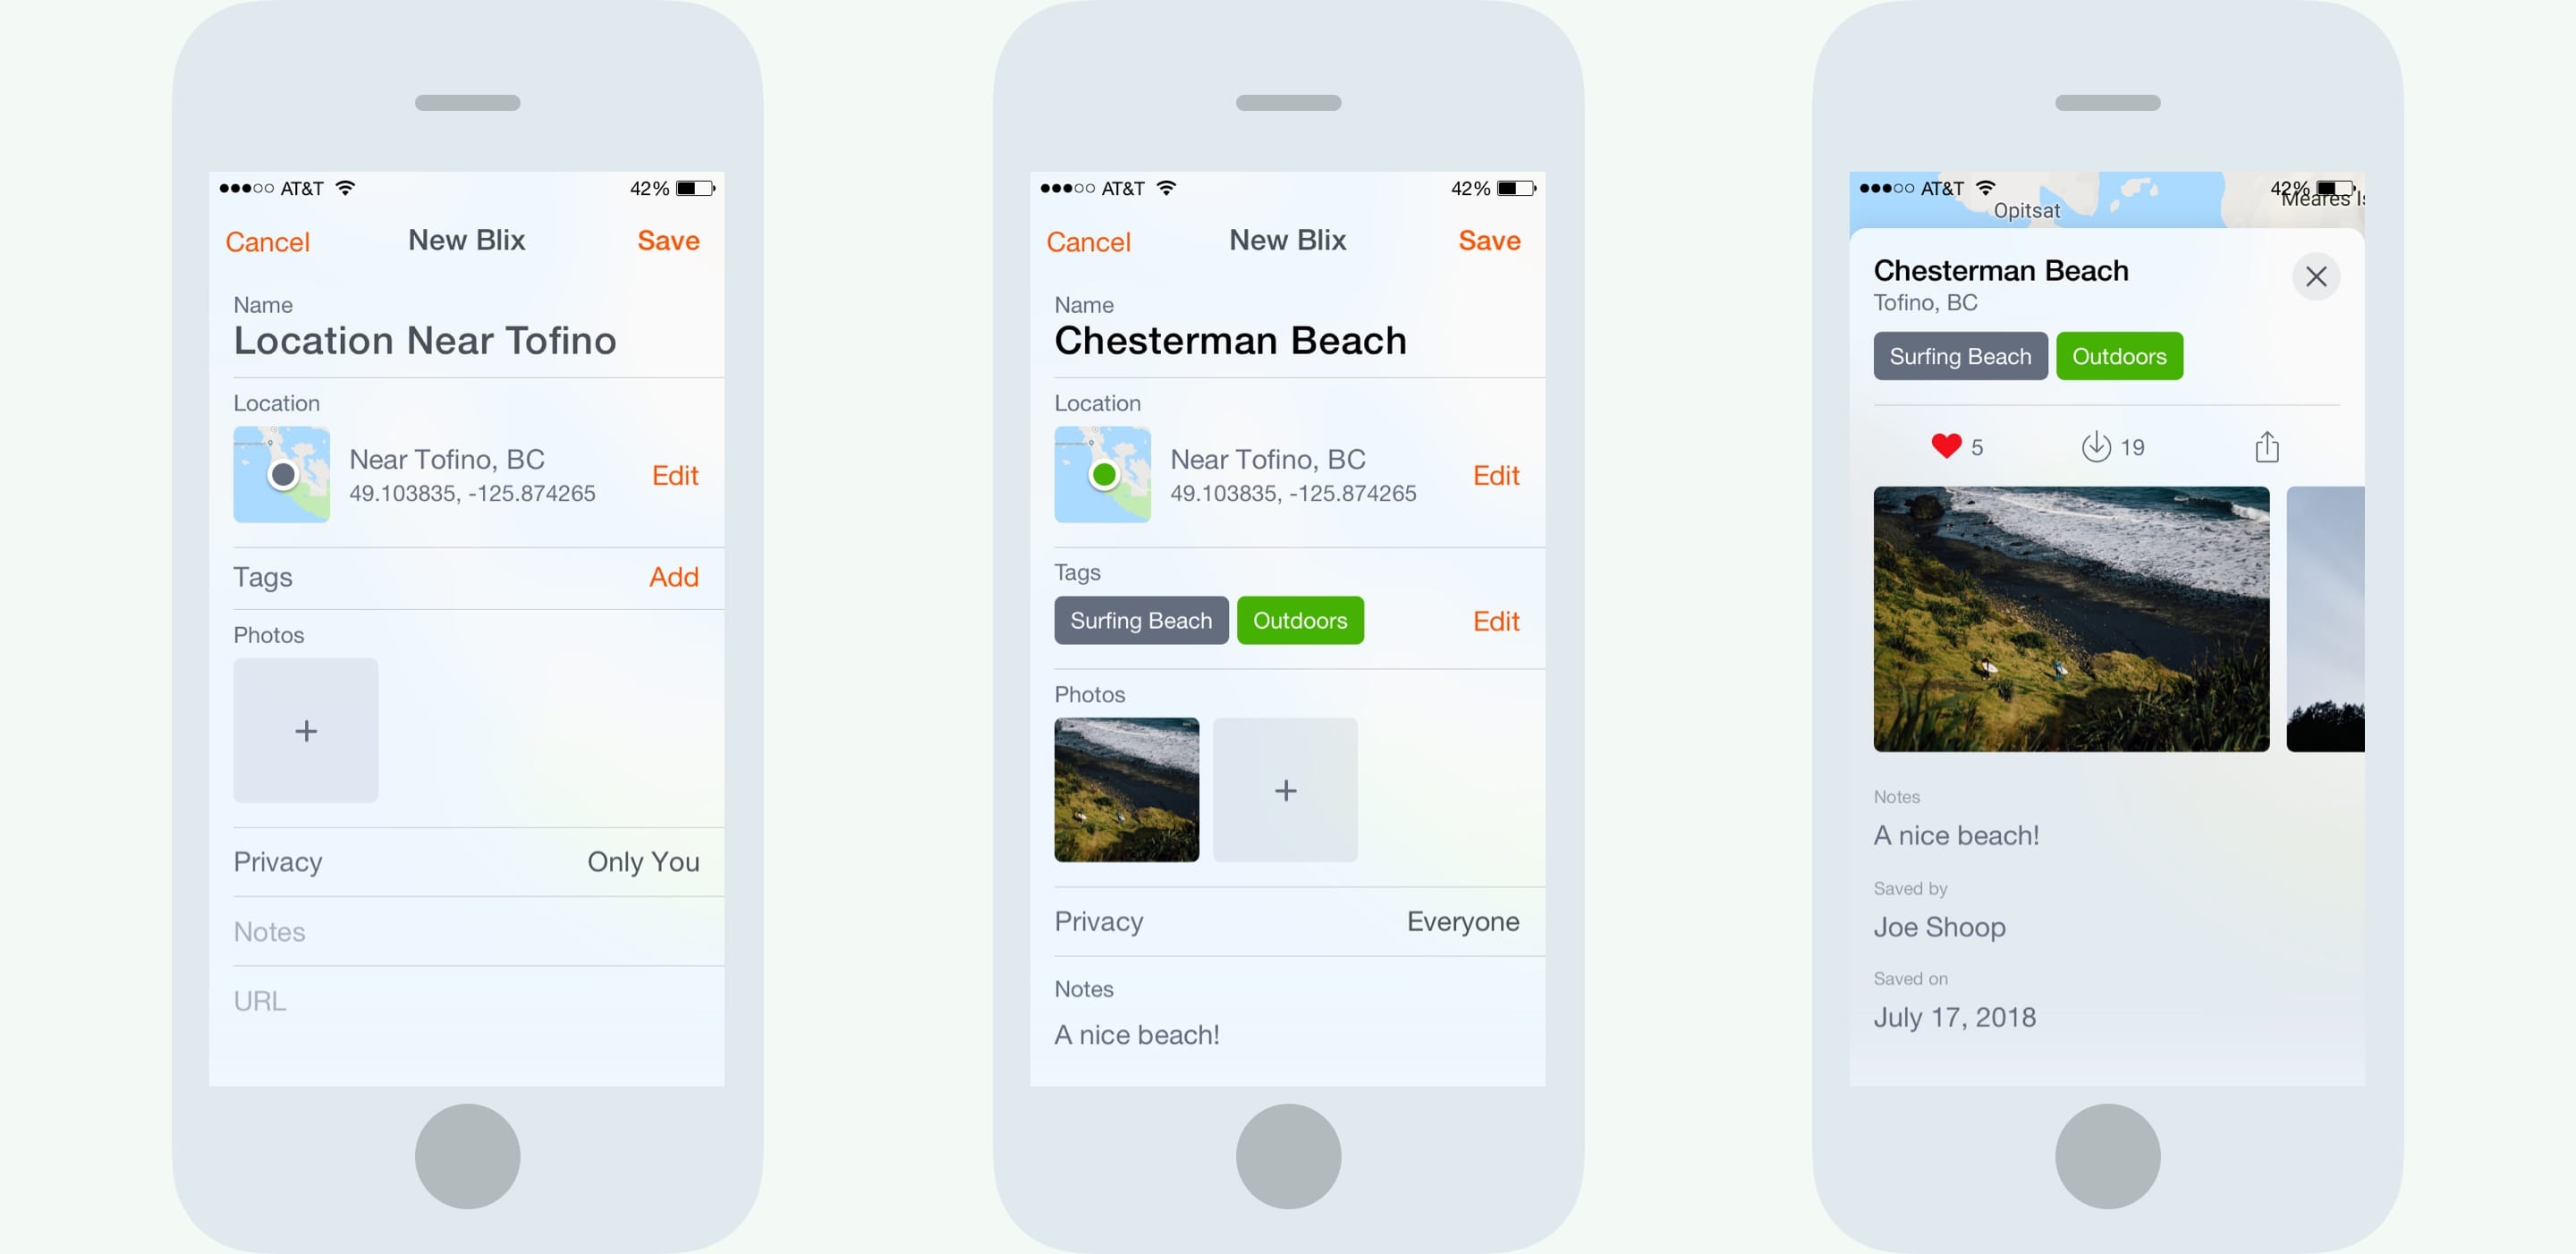 AT&T 42%
Cancel New Blix Save
Name
Location Near Tofino
Location
Near Tofino, BC
49.103835, -125.874265
Edit
Tags Add
Photos
+
Privacy Only You
Notes
URL
AT&T 42%
Cancel New Blix Save
Name
Chesterman Beach
Location
Near Tofino, BC
49.103835, -125.874265
Edit
Tags
Surfing Beach Outdoors Edit
Photos
+
Privacy Everyone
Notes
A nice beach!
AT&T 42%
Meares Is
Opitsat
Chesterman Beach
Tofino, BC
Surfing Beach Outdoors
5 19
Notes
A nice beach!
Saved by
Joe Shoop
Saved on
July 17, 2018